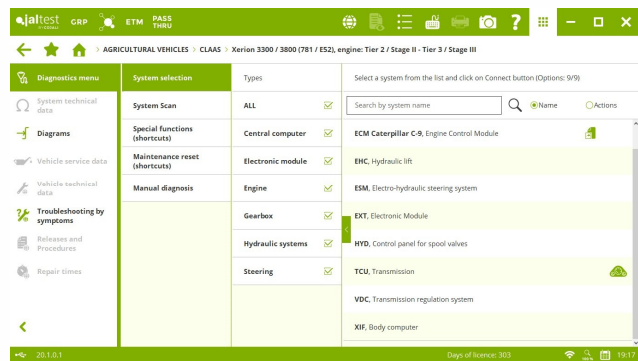 jaltest
GRP
ETM
PASS THRU
> AGRICULTURAL VEHICLES > CLAAS > Xerion 3300 / 3800 (781 / E52), engine: Tier 2 / Stage II - Tier 3 / Stage III
Diagnostics menu
System technical data
Diagrams
Vehicle service data
Vehicle technical data
Troubleshooting by symptoms
Releases and Procedures
Repair times
System selection
System Scan
Special functions (shortcuts)
Maintenance reset (shortcuts)
Manual diagnosis
Types
ALL
Central computer
Electronic module
Engine
Gearbox
Hydraulic systems
Steering
Select a system from the list and click on Connect button (Options: 9/9)
Search by system name
Name
Actions
ECM Caterpillar C-9, Engine Control Module
EHC, Hydraulic lift
ESM, Electro-hydraulic steering system
EXT, Electronic Module
HYD, Control panel for spool valves
TCU, Transmission
VDC, Transmission regulation system
XIF, Body computer
20.1.0.1
Days of licence: 303
19:17